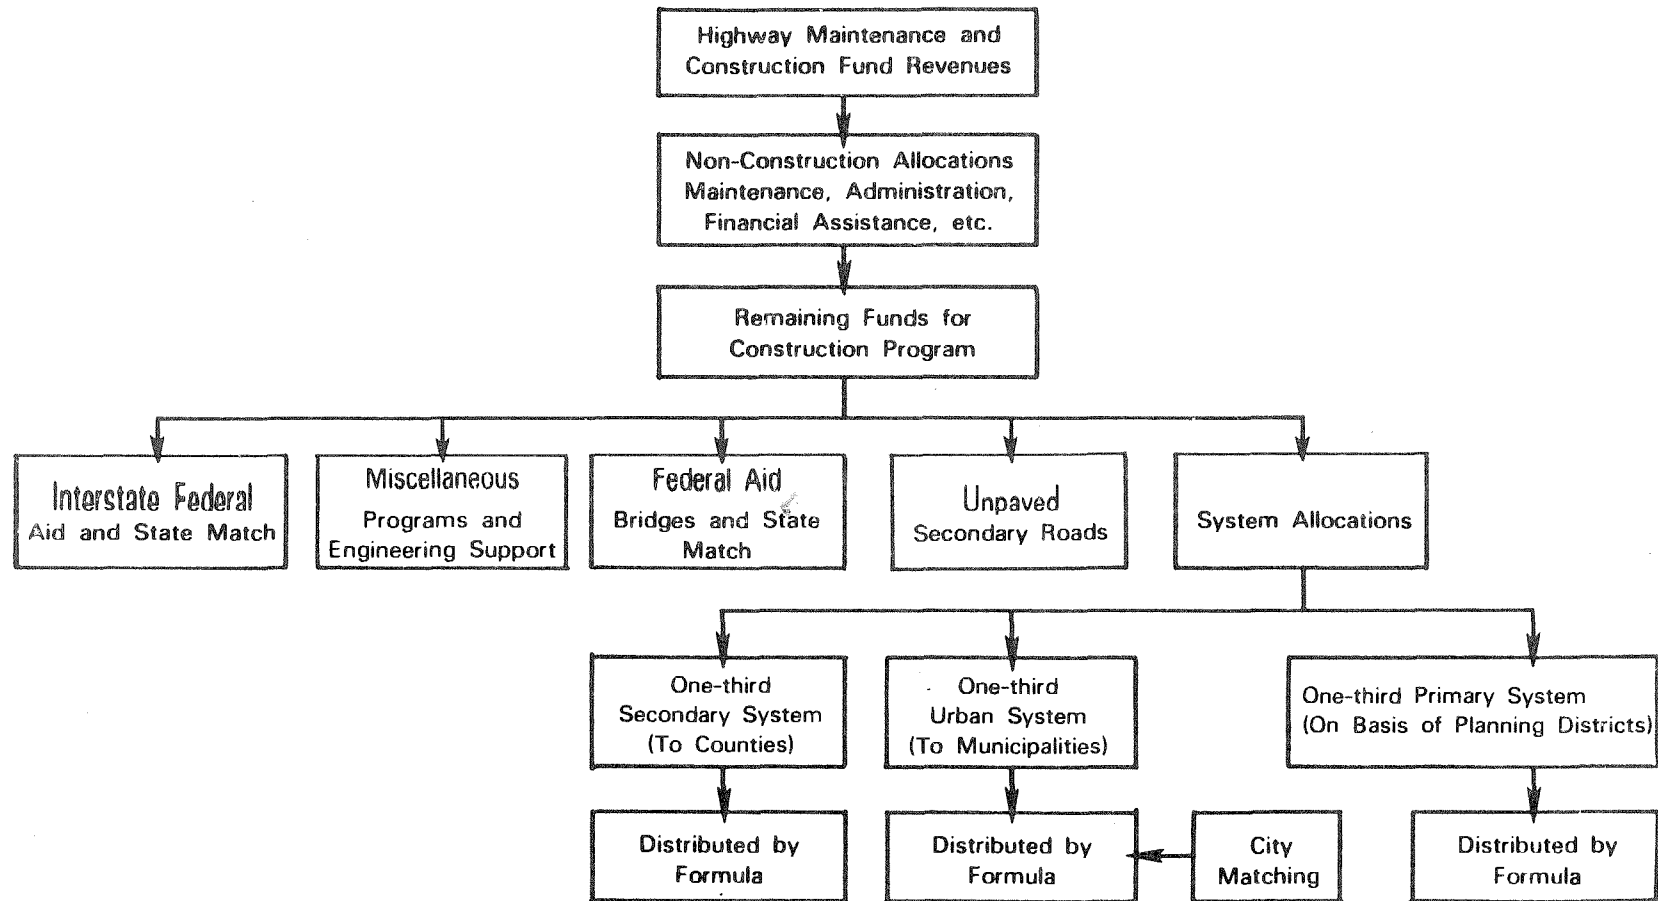 Highway Maintenance and
Construction Fund Revenues
Non-Construction Allocations
Maintenance, Administration,
Financial Assistance, etc.
Remaining Funds for
Construction Program
Interstate Federal
Aid and State Match
Miscellaneous
Programs and
Engineering Support
Federal Aid
Bridges and State
Match
Unpaved
Secondary Roads
System Allocations
One-third
Secondary System
(To Counties)
One-third
Urban System
(To Municipalities)
One-third Primary System
(On Basis of Planning Districts)
Distributed by
Formula
Distributed by
Formula
City
Matching
Distributed by
Formula